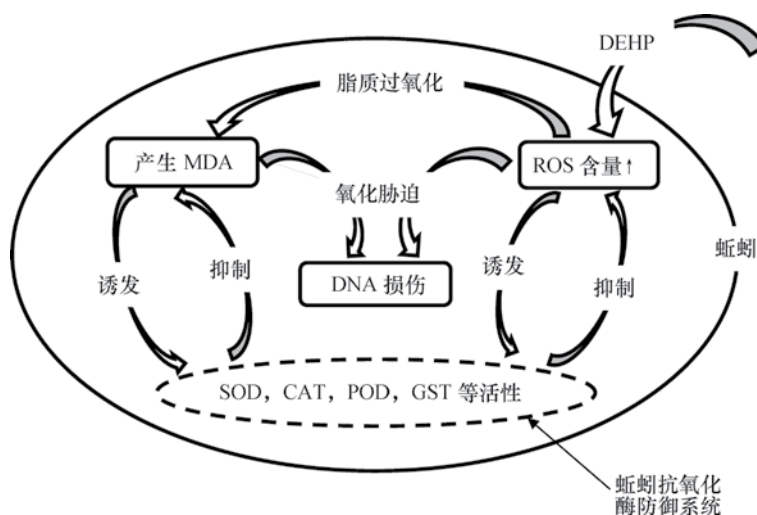 DEHP
脂质过氧化
产生 MDA
ROS 含量↑
氧化胁迫
蚯蚓
诱发
抑制
DNA 损伤
诱发
抑制
SOD，CAT，POD，GST 等活性
蚯蚓抗氧化
酶防御系统